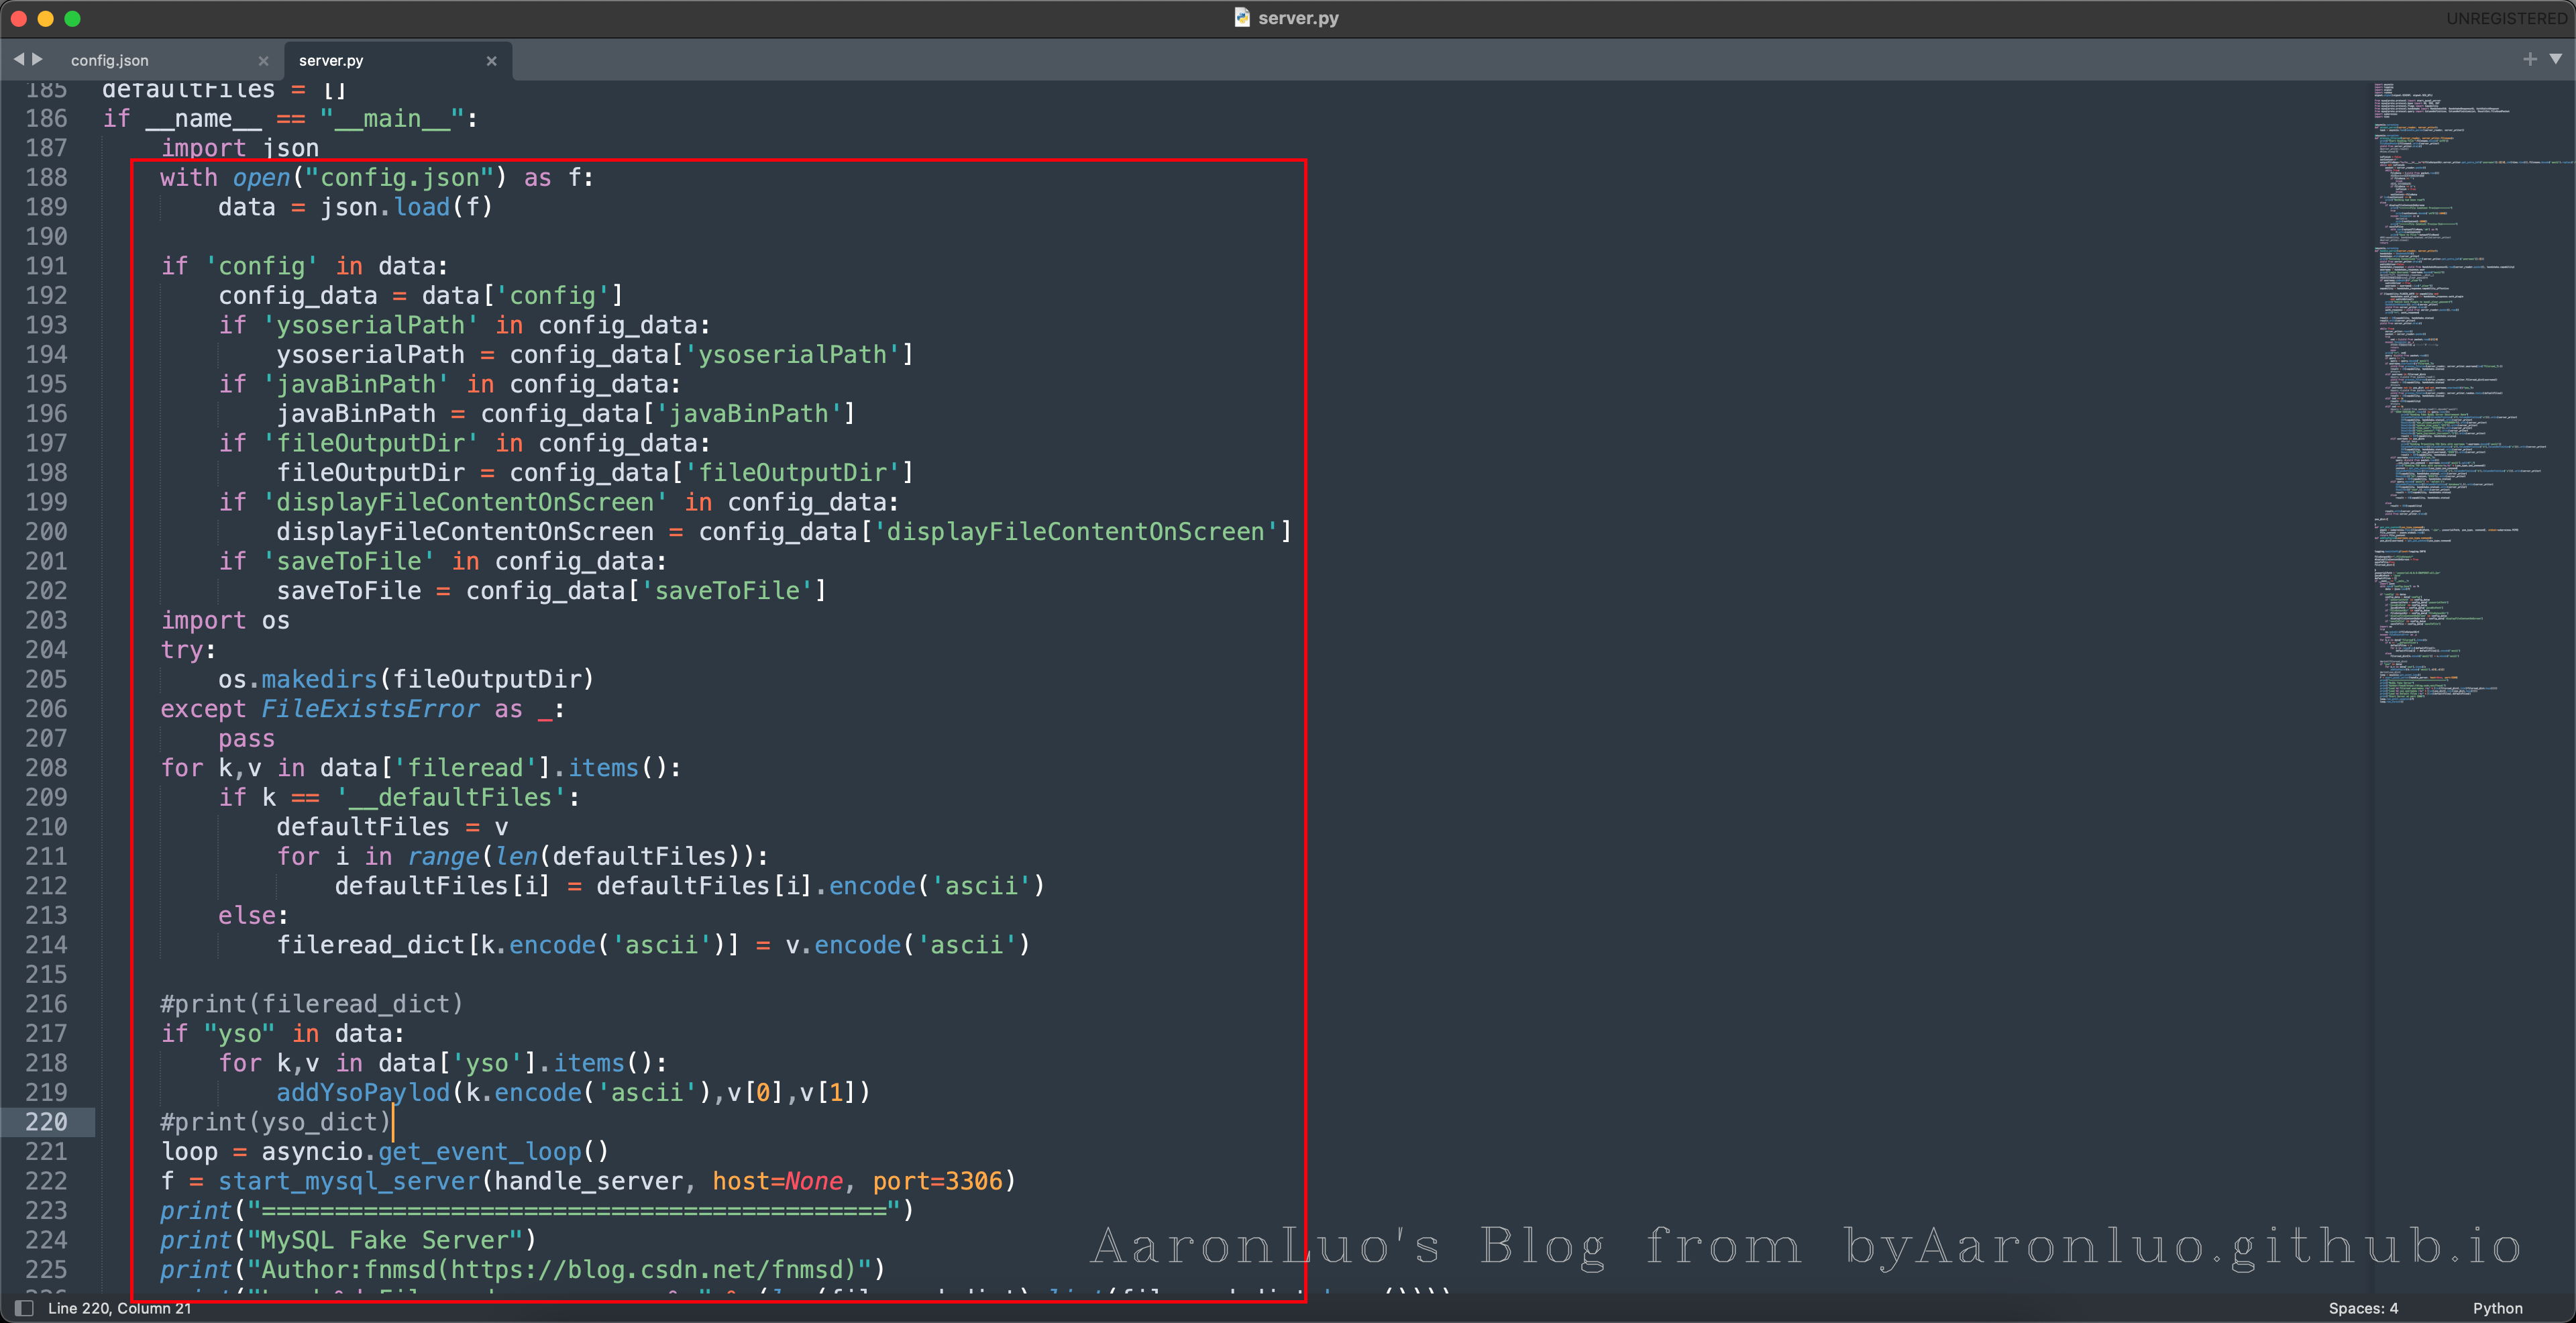 server.py
UNREGISTERED
config.json
server.py
185 defaultFiles = []
186 if __name__ == "__main__":
187     import json
188     with open("config.json") as f:
189         data = json.load(f)
190
191     if 'config' in data:
192         config_data = data['config']
193         if 'ysoserialPath' in config_data:
194             ysoserialPath = config_data['ysoserialPath']
195         if 'javaBinPath' in config_data:
196             javaBinPath = config_data['javaBinPath']
197         if 'fileOutputDir' in config_data:
198             fileOutputDir = config_data['fileOutputDir']
199         if 'displayFileContentOnScreen' in config_data:
200             displayFileContentOnScreen = config_data['displayFileContentOnScreen']
201         if 'saveToFile' in config_data:
202             saveToFile = config_data['saveToFile']
203     import os
204     try:
205         os.makedirs(fileOutputDir)
206     except FileExistsError as _:
207         pass
208     for k,v in data['fileread'].items():
209         if k == '__defaultFiles':
210             defaultFiles = v
211             for i in range(len(defaultFiles)):
212                 defaultFiles[i] = defaultFiles[i].encode('ascii')
213         else:
214             fileread_dict[k.encode('ascii')] = v.encode('ascii')
215
216     #print(fileread_dict)
217     if "yso" in data:
218         for k,v in data['yso'].items():
219             addYsoPaylod(k.encode('ascii'),v[0],v[1])
220     #print(yso_dict)
221     loop = asyncio.get_event_loop()
222     f = start_mysql_server(handle_server, host=None, port=3306)
223     print("===========================================")
224     print("MySQL Fake Server")
225     print("Author:fnmsd(https://blog.csdn.net/fnmsd)")
AaronLuo's Blog from byAaronluo.github.io
Line 220, Column 21
Spaces: 4
Python